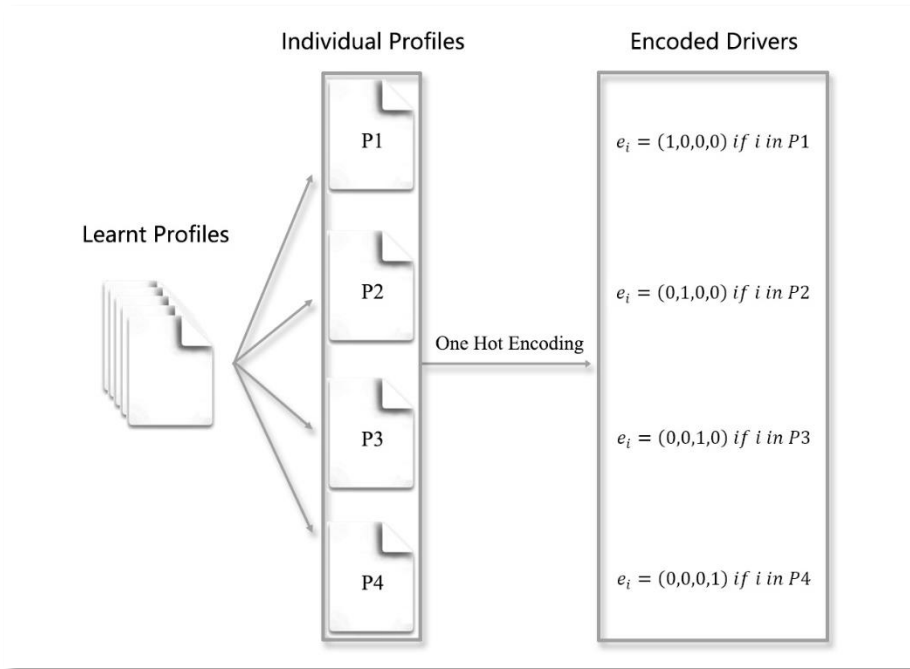 Individual Profiles
Encoded Drivers
Learnt Profiles
P1
P2
P3
P4
One Hot Encoding
e_i = (1,0,0,0) if i in P1
e_i = (0,1,0,0) if i in P2
e_i = (0,0,1,0) if i in P3
e_i = (0,0,0,1) if i in P4